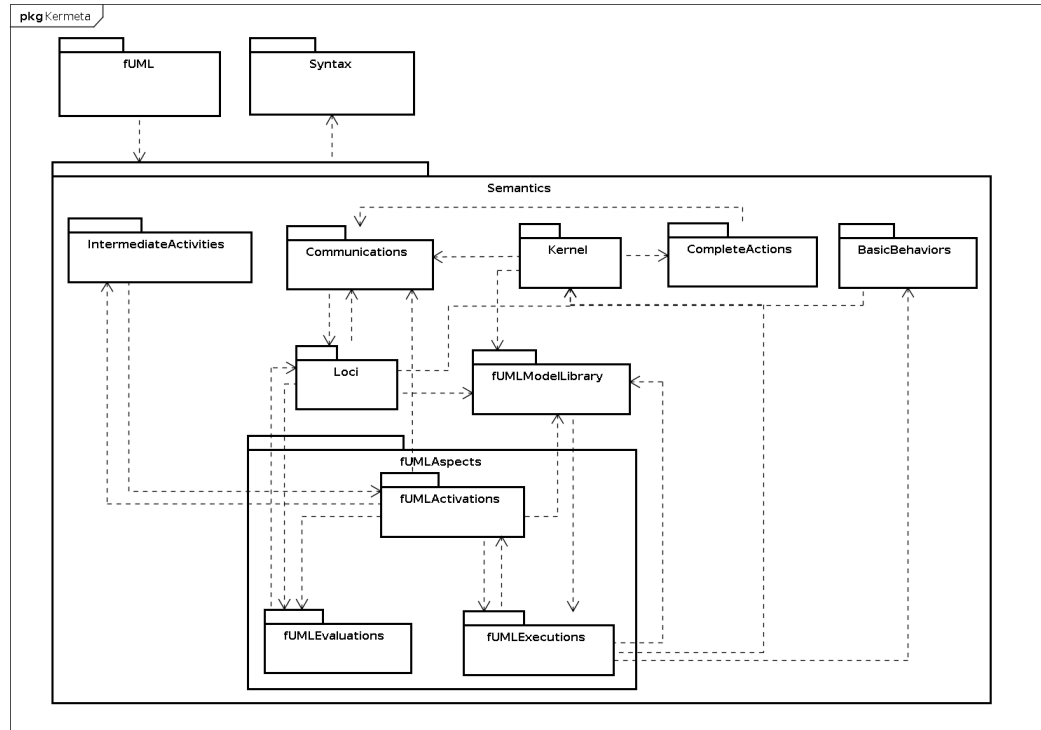 pkg Kermeta
fUML
Syntax
Semantics
IntermediateActivities
Communications
Kernel
CompleteActions
BasicBehaviors
Loci
fUMLModelLibrary
fUMLAspects
fUMLActivations
fUMLEvaluations
fUMLExecutions